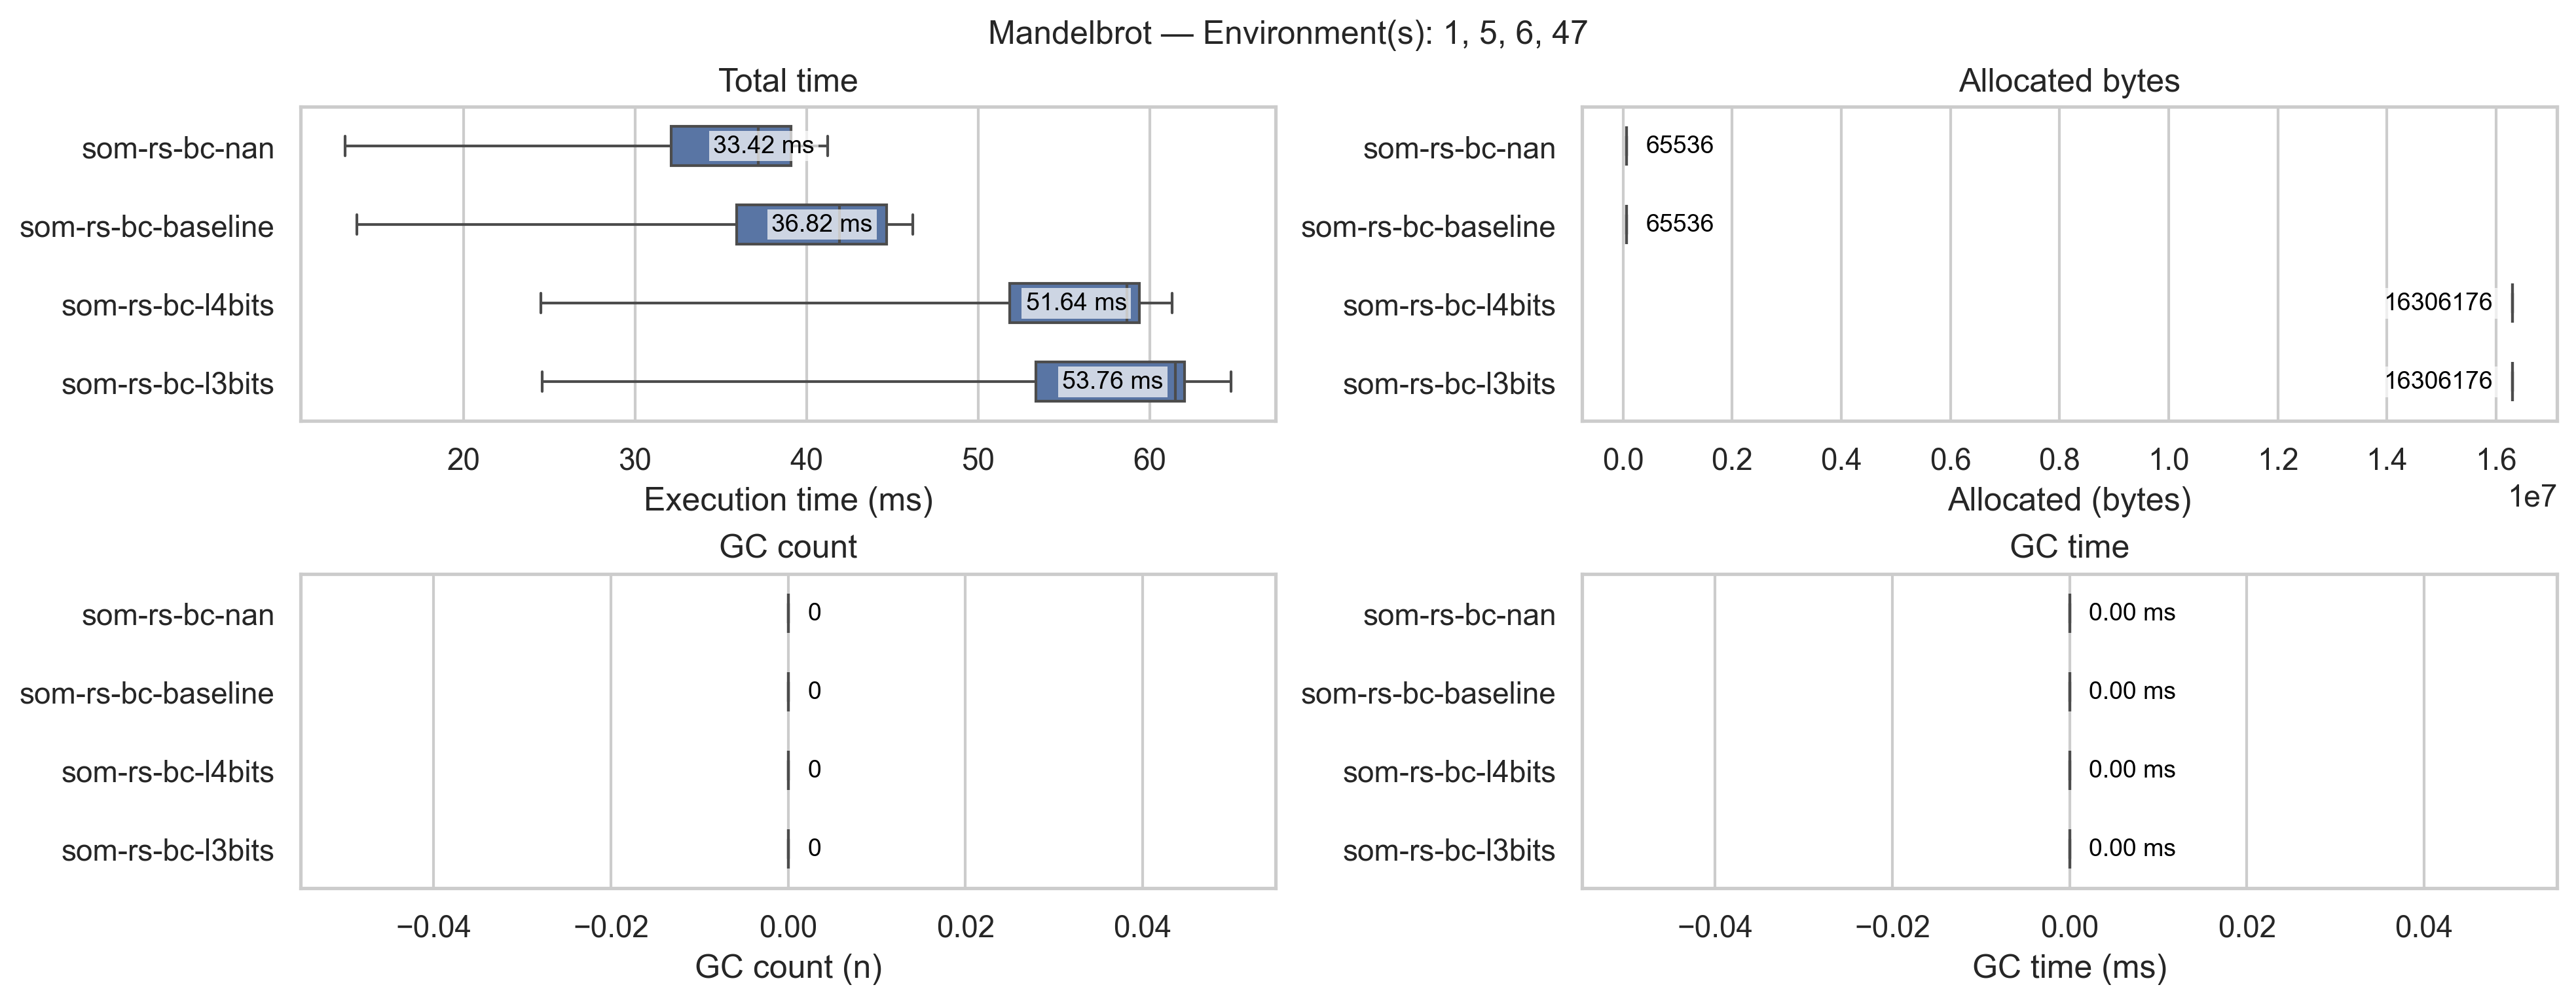 Mandelbrot — Environment(s): 1, 5, 6, 47
Total time
som-rs-bc-nan
33.42 ms
som-rs-bc-baseline
36.82 ms
som-rs-bc-l4bits
51.64 ms
som-rs-bc-l3bits
53.76 ms
20 30 40 50 60
Execution time (ms)
Allocated bytes
som-rs-bc-nan
65536
som-rs-bc-baseline
65536
som-rs-bc-l4bits
16306176
som-rs-bc-l3bits
16306176
0.0 0.2 0.4 0.6 0.8 1.0 1.2 1.4 1.6
1e7
Allocated (bytes)
GC count
som-rs-bc-nan
0
som-rs-bc-baseline
0
som-rs-bc-l4bits
0
som-rs-bc-l3bits
0
−0.04 −0.02 0.00 0.02 0.04
GC count (n)
GC time
som-rs-bc-nan
0.00 ms
som-rs-bc-baseline
0.00 ms
som-rs-bc-l4bits
0.00 ms
som-rs-bc-l3bits
0.00 ms
−0.04 −0.02 0.00 0.02 0.04
GC time (ms)